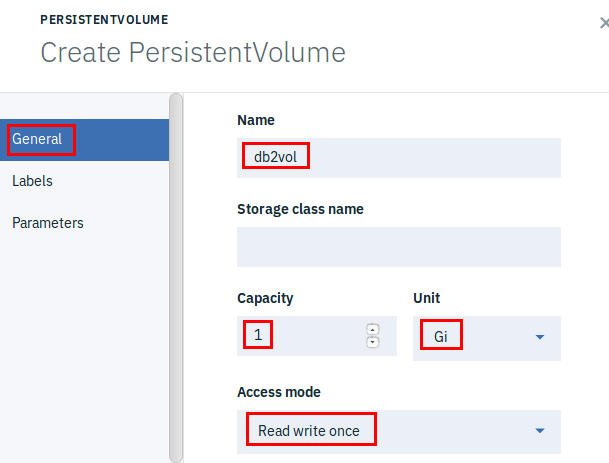 PERSISTENTVOLUME
Create PersistentVolume
General
Labels
Parameters
Name
db2vol
Storage class name
Capacity
Unit
1
Gi
Access mode
Read write once